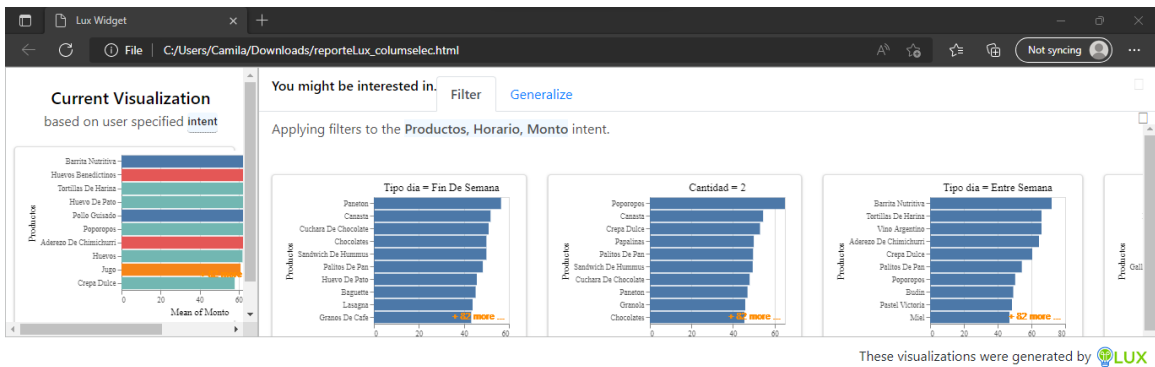 Lux Widget
File
C:/Users/Camila/Downloads/reporteLux_columselec.html
Not syncing
Current Visualization
based on user specified intent
Productos
Barrita Nutritiva
Huevos Benedictinos
Tortillas De Harina
Huevo De Pato
Pollo Guisado
Poporopos
Aderezo De Chimichurri
Huevos
Jugo
Crepa Dulce
0 20 40 60
Mean of Monto
You might be interested in.
Filter
Generalize
Applying filters to the Productos, Horario, Monto intent.
Tipo dia = Fin De Semana
Productos
Paneton
Canasta
Cuchara De Chocolate
Chocolates
Sandwich De Hummus
Palitos De Pan
Huevo De Pato
Baguette
Lasagna
Granos De Cafe
+ 82 more ...
0 20 40 60
Cantidad = 2
Productos
Poporopos
Canasta
Crepa Dulce
Papalinas
Palitos De Pan
Sandwich De Hummus
Cuchara De Chocolate
Paneton
Granola
Chocolates
+ 82 more ...
0 20 40 60
Tipo dia = Entre Semana
Productos
Barrita Nutritiva
Tortillas De Harina
Vino Argentino
Aderezo De Chimichurri
Crepa Dulce
Palitos De Pan
Poporopos
Budin
Pastel Victoria
Miel
+ 82 more ...
0 20 40 60 80
Productos
Gall
These visualizations were generated by LUX